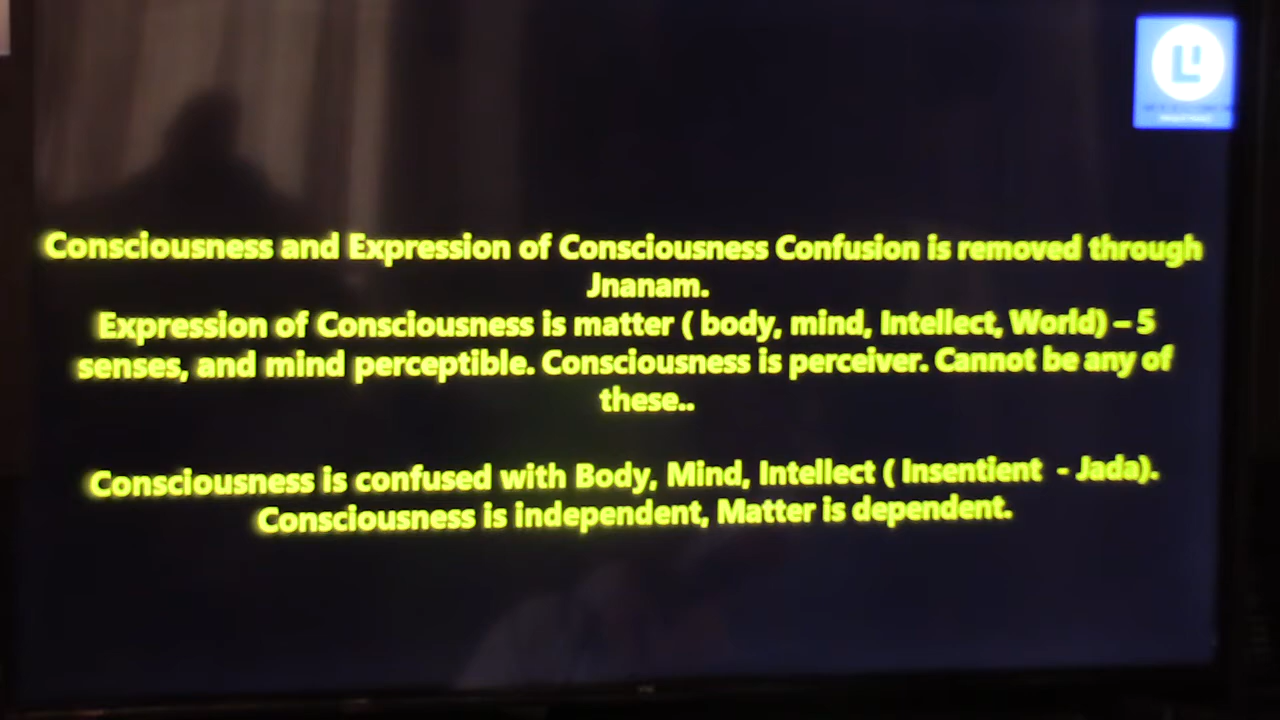 Consciousness and Expression of Consciousness Confusion is removed through
Jnanam.
Expression of Consciousness is matter ( body, mind, Intellect, World) – 5
senses, and mind perceptible. Consciousness is perceiver. Cannot be any of
these..
Consciousness is confused with Body, Mind, Intellect ( Insentient - Jada).
Consciousness is independent, Matter is dependent.